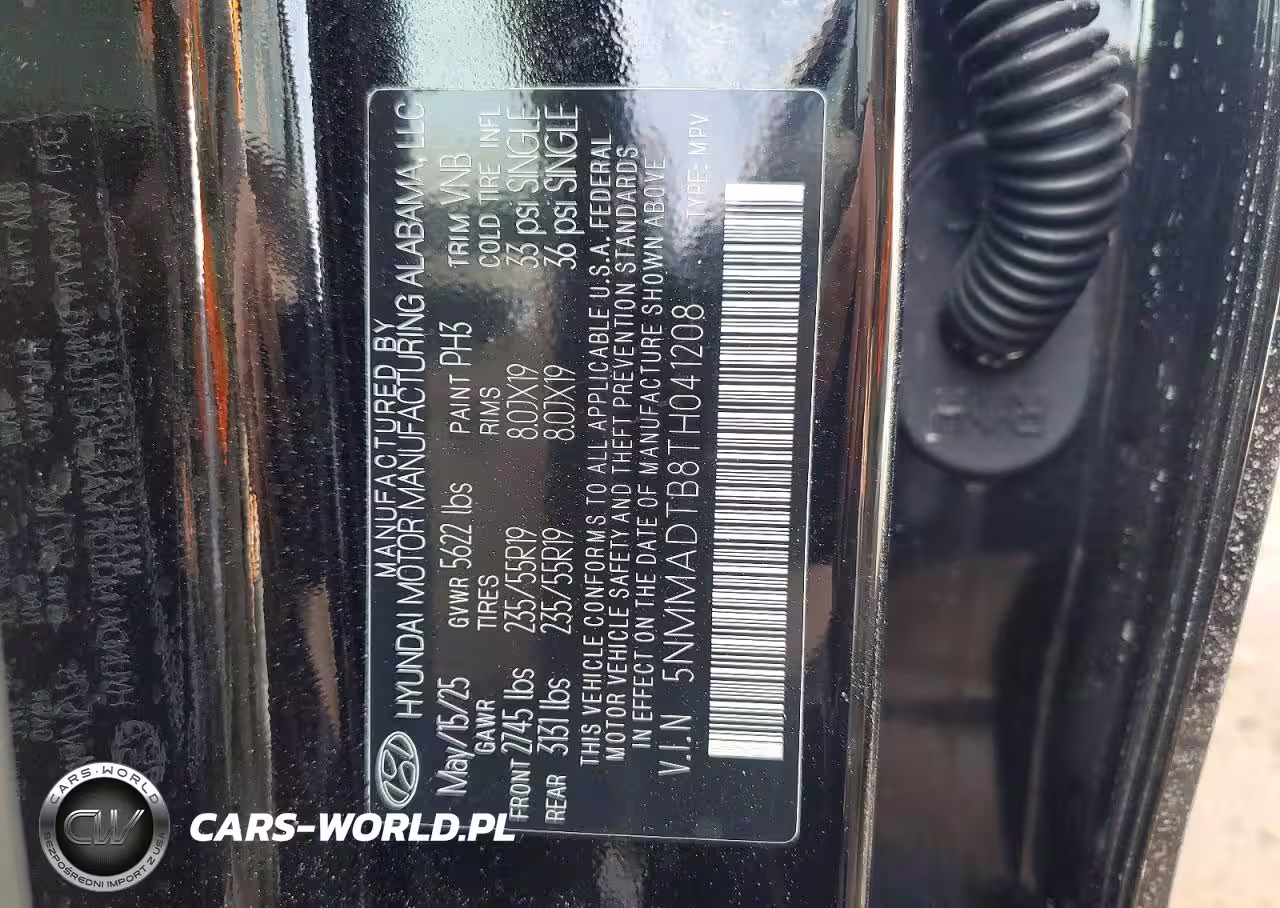 MANUFACTURED BY
HYUNDAI MOTOR MANUFACTURING ALABAMA, LLC
May/15/25 GVWR 5622 lbs PAINT PH3 TRIM VNB
GAWR TIRES RIMS COLD TIRE INFL
FRONT 2745 lbs 235/55R19 8.0JX19 33 psi SINGLE
REAR 3131 lbs 235/55R19 8.0JX19 36 psi SINGLE
THIS VEHICLE CONFORMS TO ALL APPLICABLE U.S.A. FEDERAL
MOTOR VEHICLE SAFETY AND THEFT PREVENTION STANDARDS
IN EFFECT ON THE DATE OF MANUFACTURE SHOWN ABOVE
V.I.N 5NMMADTB8TH041208 TYPE: MPV
CARS-WORLD
CW
BEZPOŚREDNI IMPORT Z USA
CARS-WORLD.PL